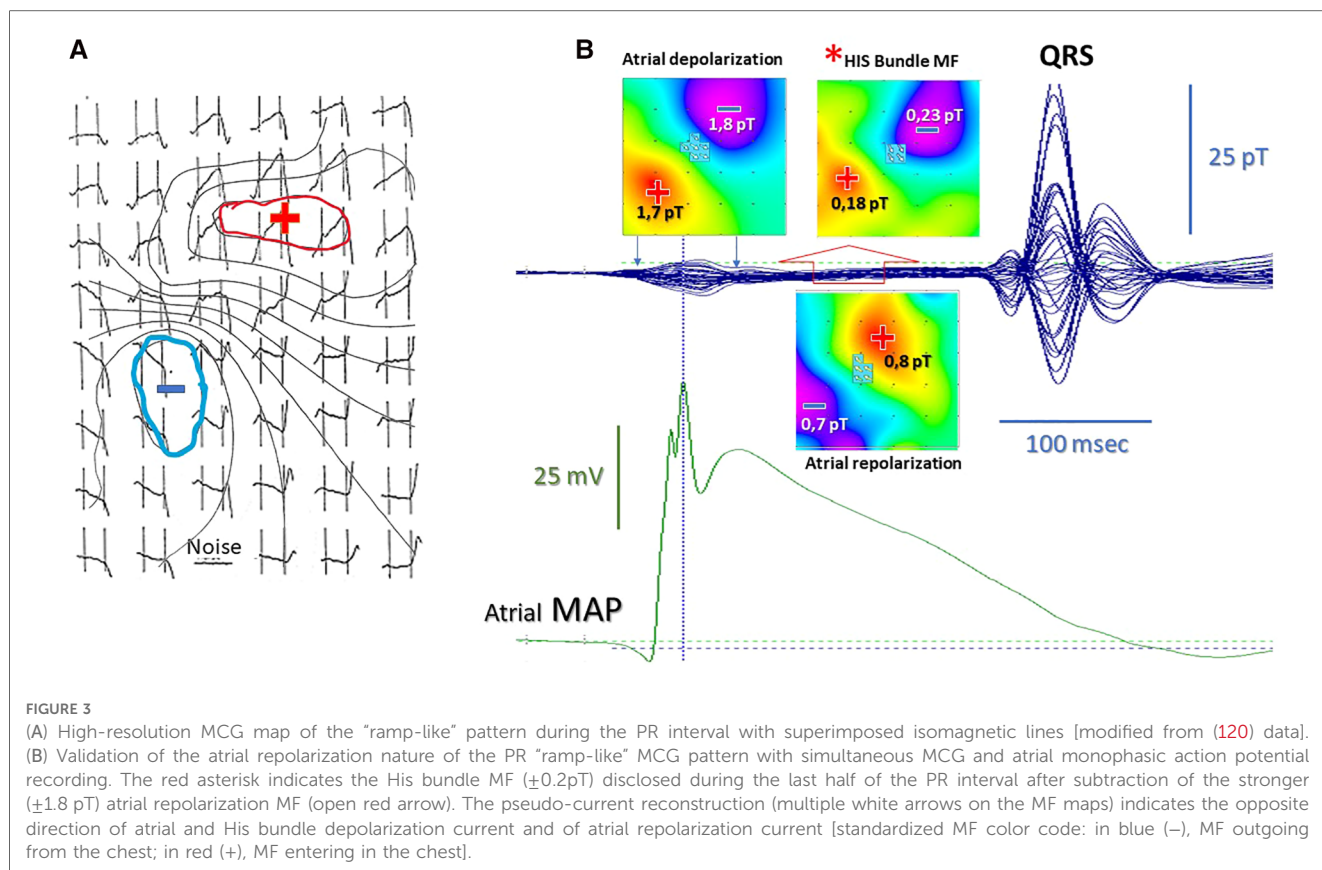 A
Noise
B
Atrial depolarization
1,8 pT
1,7 pT
*HIS Bundle MF
0,23 pT
0,18 pT
QRS
25 pT
0,8 pT
0,7 pT
Atrial repolarization
100 msec
25 mV
Atrial MAP
FIGURE 3
(A) High-resolution MCG map of the “ramp-like” pattern during the PR interval with superimposed isomagnetic lines [modified from (120) data].
(B) Validation of the atrial repolarization nature of the PR “ramp-like” MCG pattern with simultaneous MCG and atrial monophasic action potential
recording. The red asterisk indicates the His bundle MF (±0.2pT) disclosed during the last half of the PR interval after subtraction of the stronger
(±1.8 pT) atrial repolarization MF (open red arrow). The pseudo-current reconstruction (multiple white arrows on the MF maps) indicates the opposite
direction of atrial and His bundle depolarization current and of atrial repolarization current [standardized MF color code: in blue (−), MF outgoing
from the chest; in red (+), MF entering in the chest].